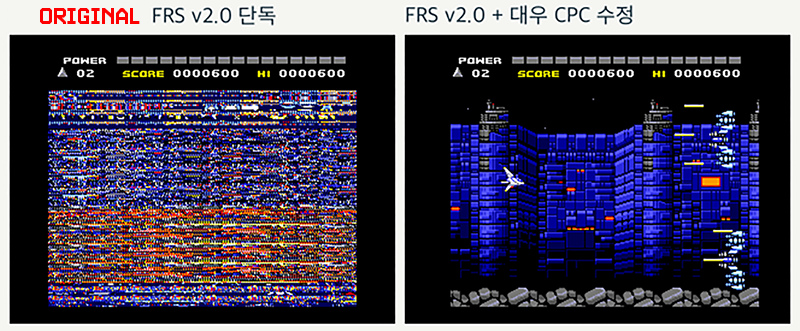 ORIGINAL FRS v2.0 단독
POWER
02 SCORE 0000600 HI 0000600
FRS v2.0 + 대우 CPC 수정
POWER
02 SCORE 0000600 HI 0000600